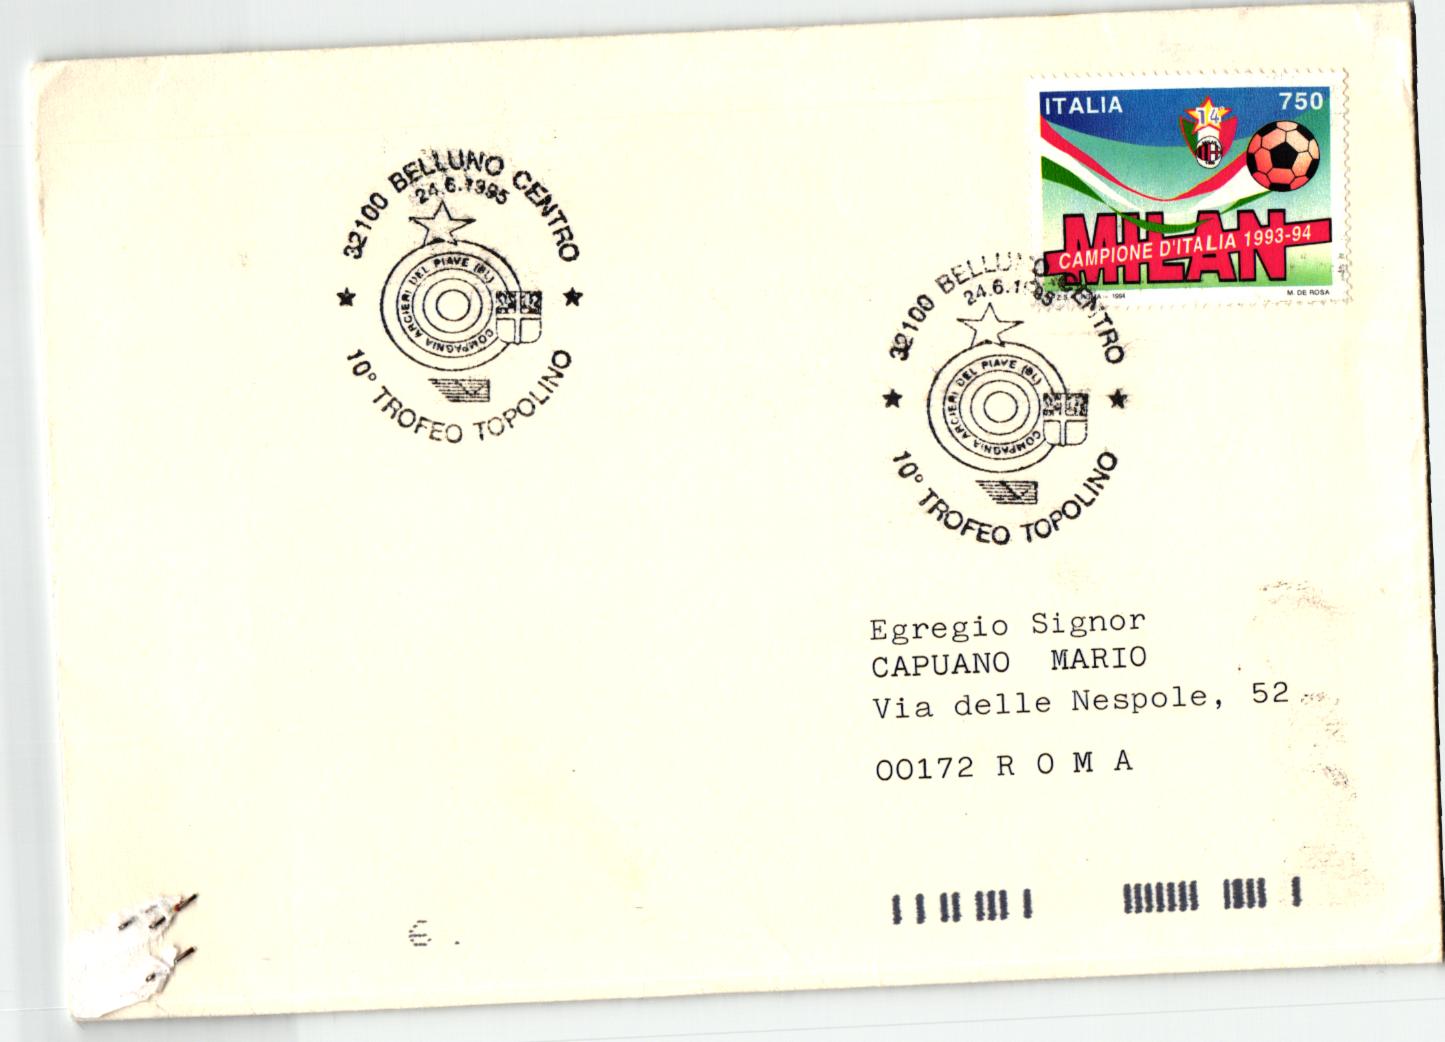 ITALIA 750
14
MILAN
CAMPIONE D'ITALIA 1993-94
1994
M. DE ROSA
32100 BELLUNO CENTRO
24.6.1995
COMPAGNIA ARCIERI DEL PIAVE (BL)
10° TROFEO TOPOLINO
32100 BELLUNO CENTRO
24.6.1995
COMPAGNIA ARCIERI DEL PIAVE (BL)
10° TROFEO TOPOLINO
Egregio Signor
CAPUANO MARIO
Via delle Nespole, 52
00172 R O M A
€ .